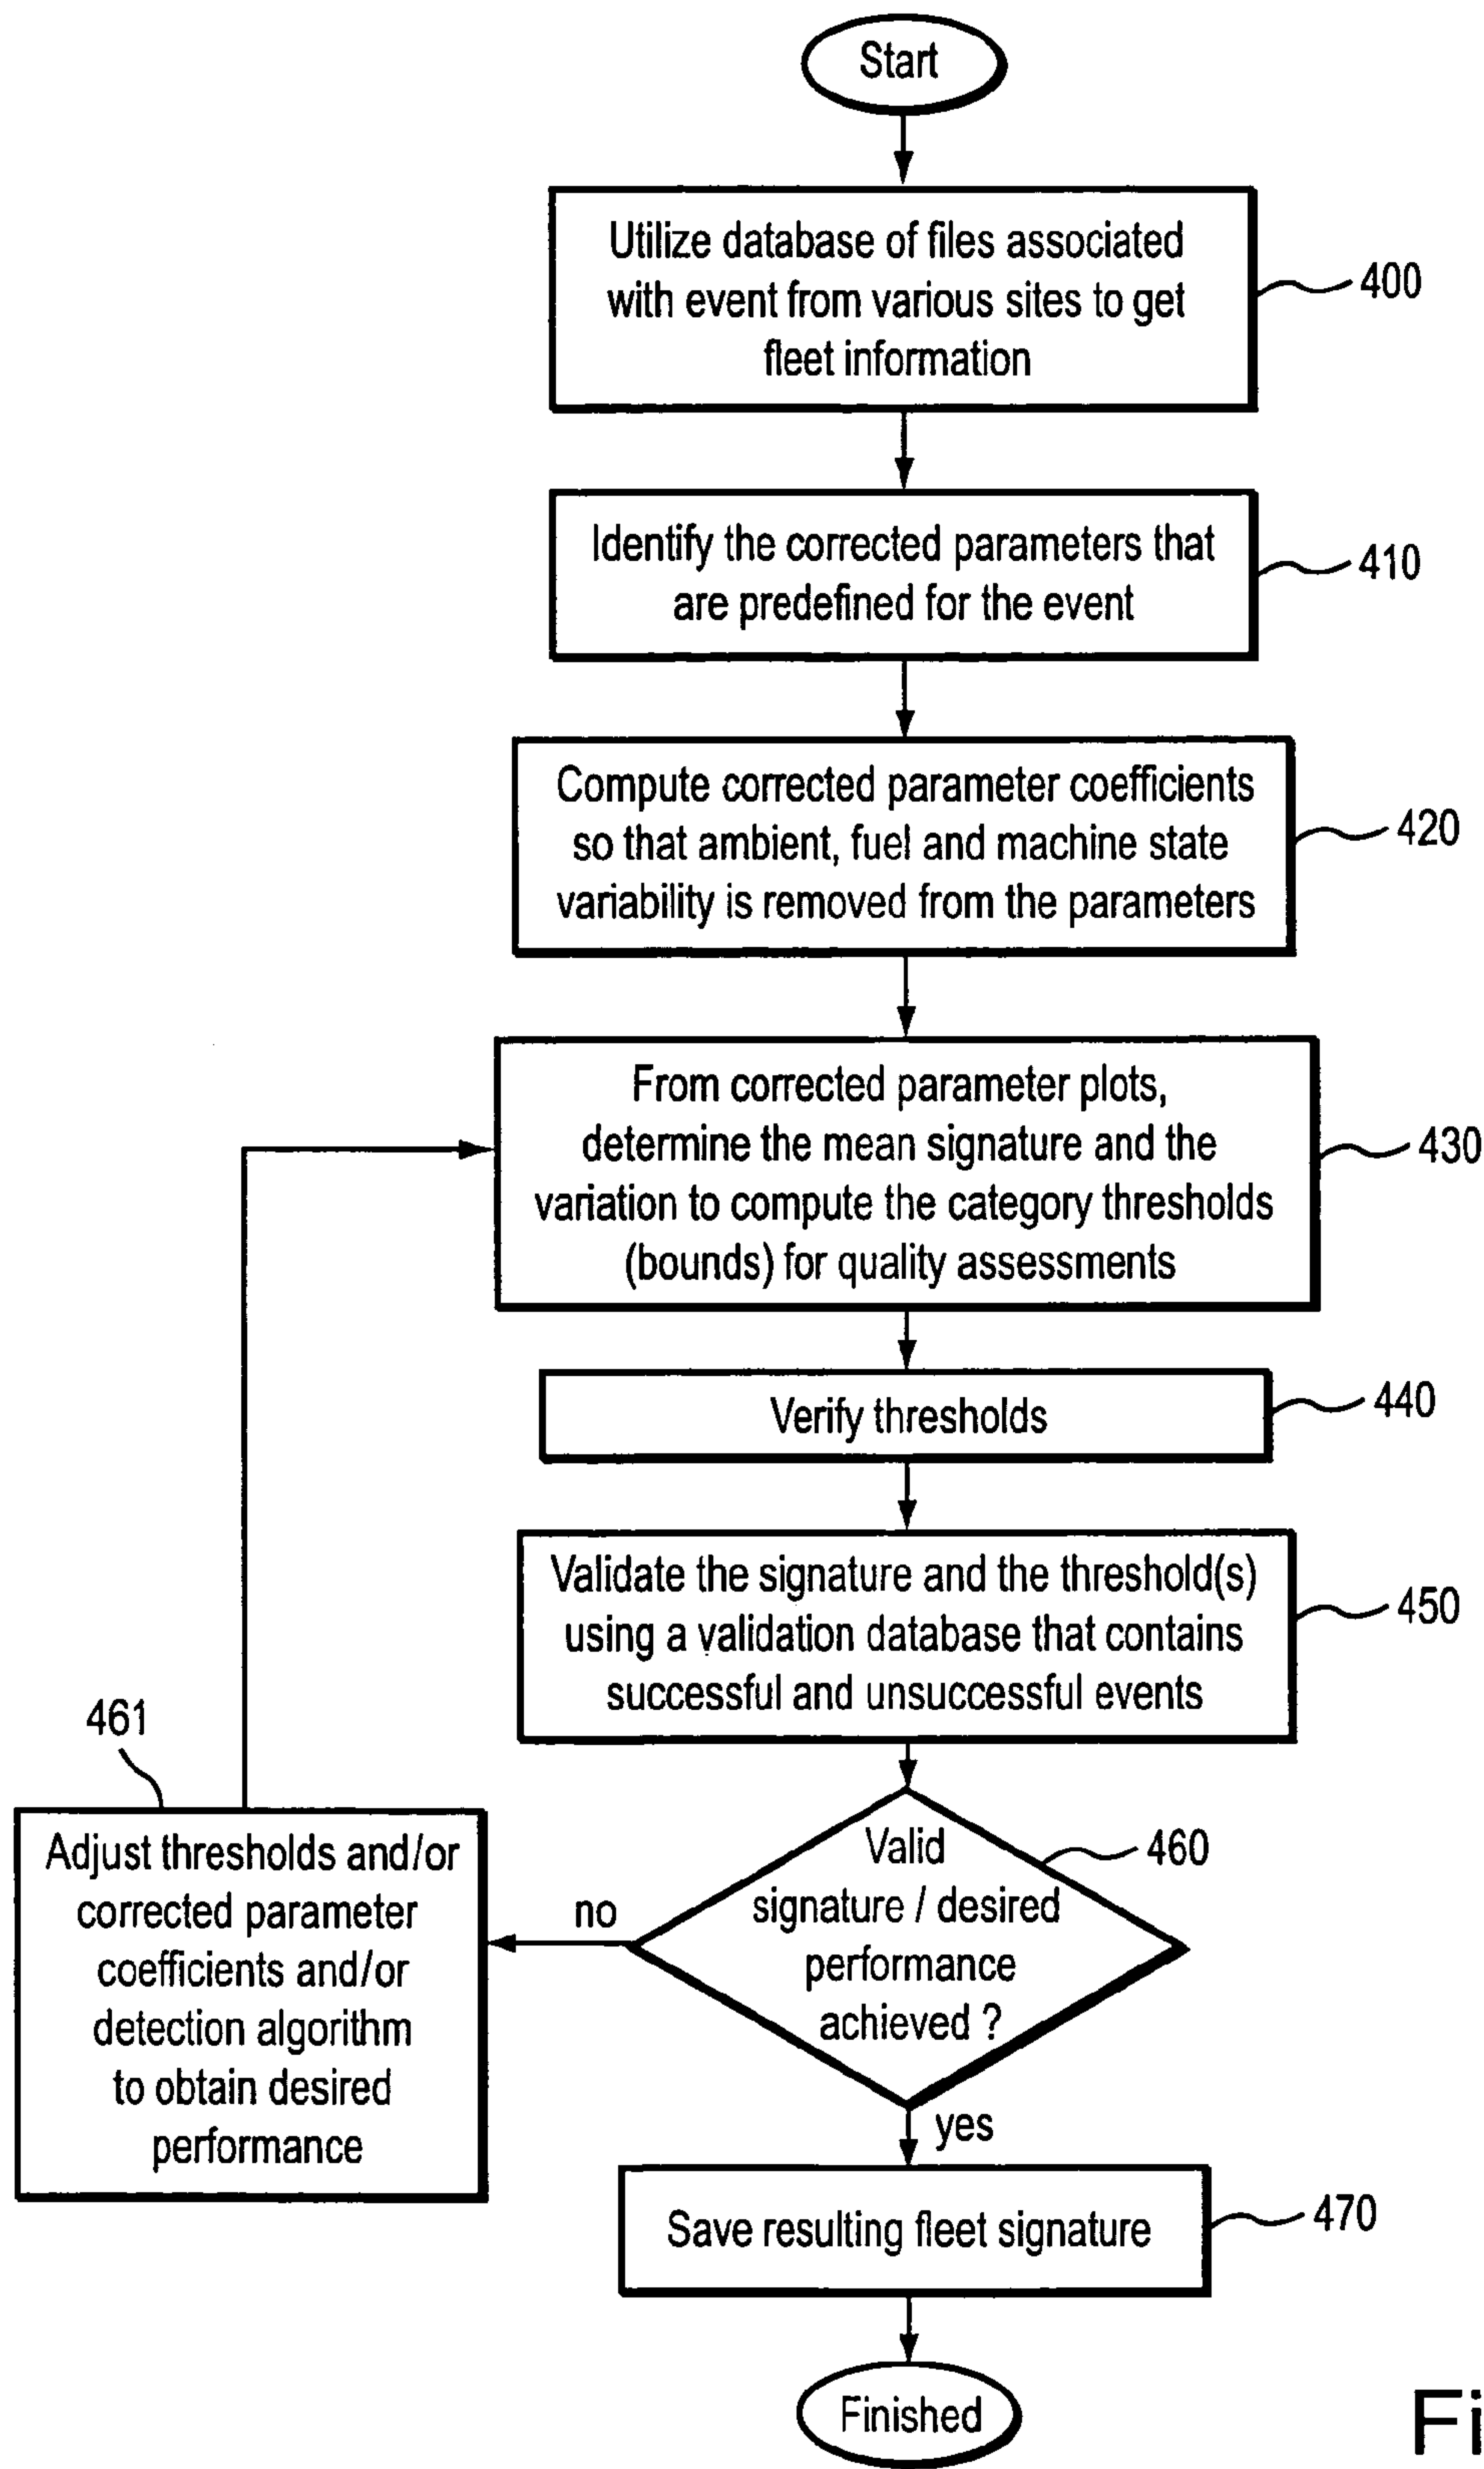 Start
Utilize database of files associated
with event from various sites to get
fleet information
400
Identify the corrected parameters that
are predefined for the event
410
Compute corrected parameter coefficients
so that ambient, fuel and machine state
variability is removed from the parameters
420
From corrected parameter plots,
determine the mean signature and the
variation to compute the category thresholds
(bounds) for quality assessments
430
Verify thresholds
440
Validate the signature and the threshold(s)
using a validation database that contains
successful and unsuccessful events
450
461
Adjust thresholds and/or
corrected parameter
coefficients and/or
detection algorithm
to obtain desired
performance
no
Valid
signature / desired
performance
achieved ?
460
yes
Save resulting fleet signature
470
Finished
Fi